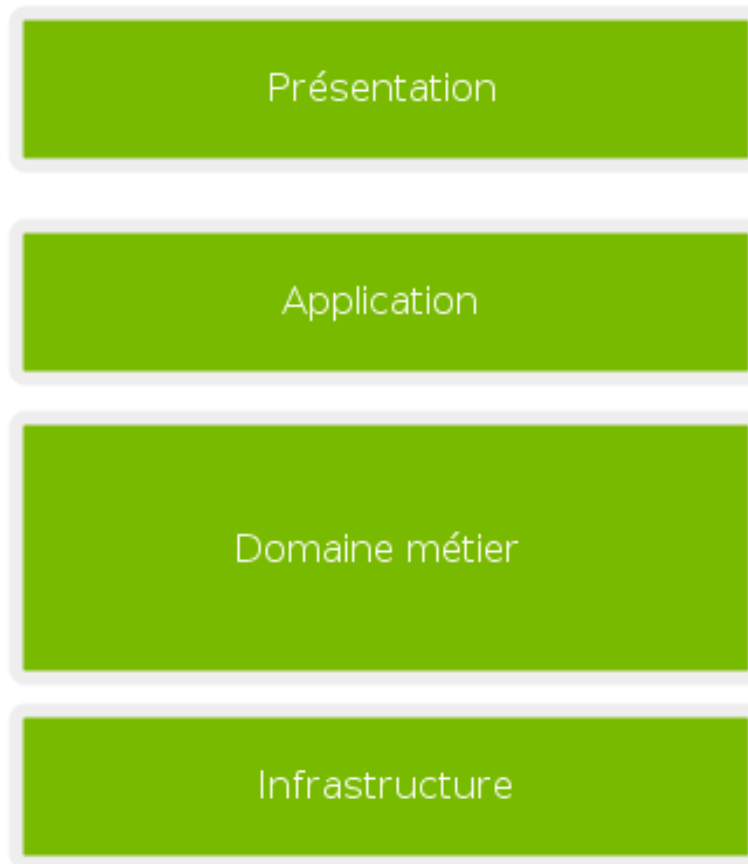 Présentation
Application
Domaine métier
Infrastructure